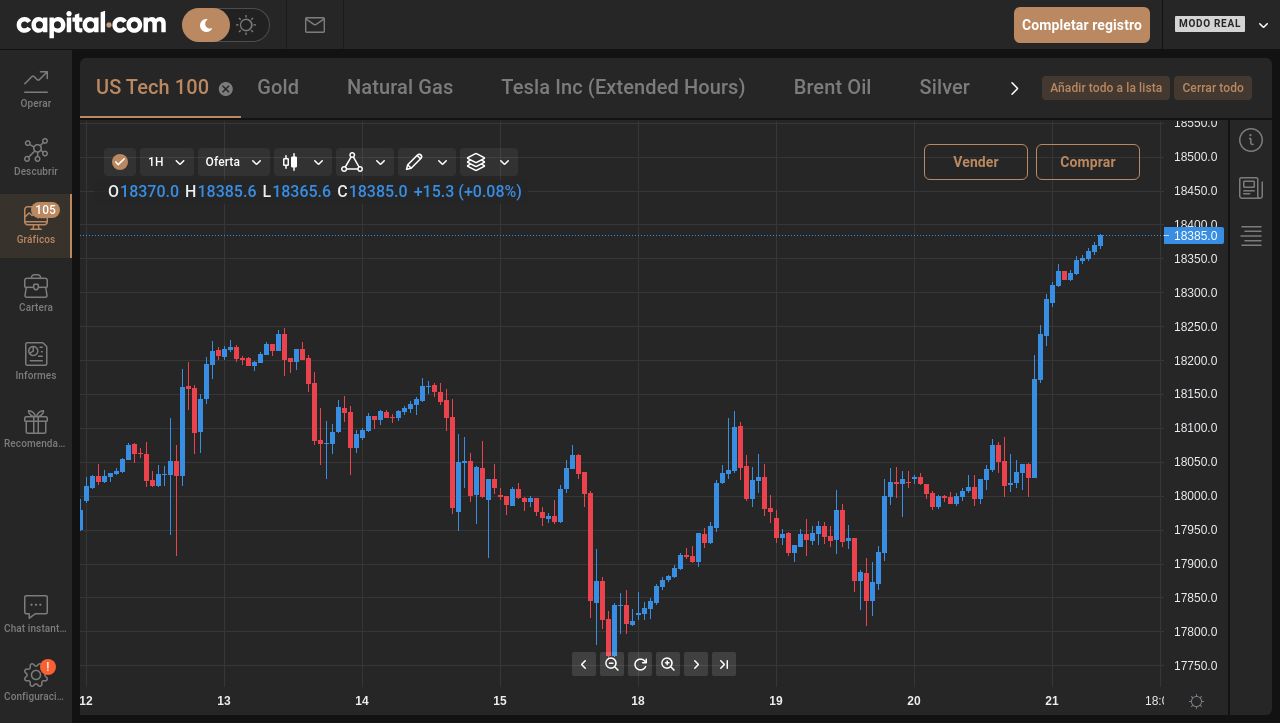 capital.com
Completar registro
MODO REAL
US Tech 100
Gold
Natural Gas
Tesla Inc (Extended Hours)
Brent Oil
Silver
Añadir todo a la lista
Cerrar todo
Operar
Descubrir
105
Gráficos
Cartera
Informes
Recomenda...
Chat instant...
!
Configuraci...
1H
Oferta
Vender
Comprar
O18370.0 H18385.6 L18365.6 C18385.0 +15.3 (+0.08%)
18550.0
18500.0
18450.0
18400.0
18385.0
18350.0
18300.0
18250.0
18200.0
18150.0
18100.0
18050.0
18000.0
17950.0
17900.0
17850.0
17800.0
17750.0
12 13 14 15 18 19 20 21 18:0